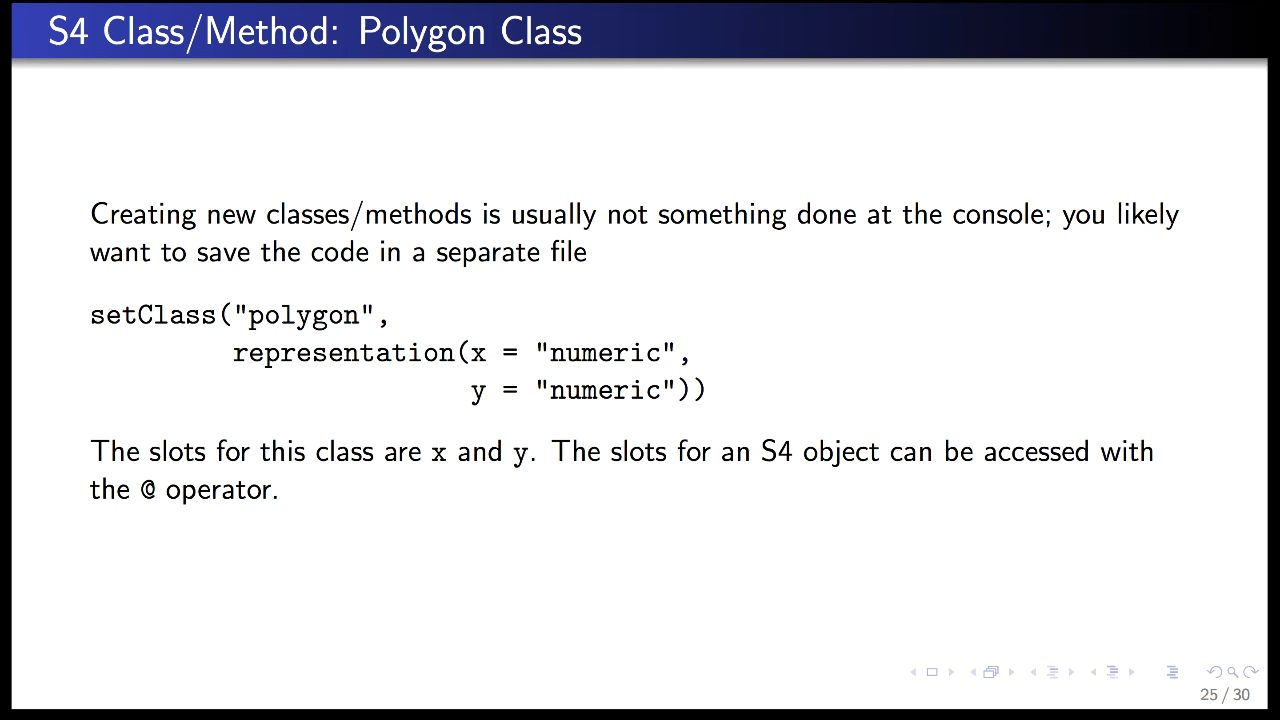 S4 Class/Method: Polygon Class
Creating new classes/methods is usually not something done at the console; you likely
want to save the code in a separate file
setClass("polygon",
         representation(x = "numeric",
                        y = "numeric"))
The slots for this class are x and y. The slots for an S4 object can be accessed with
the @ operator.
25 / 30